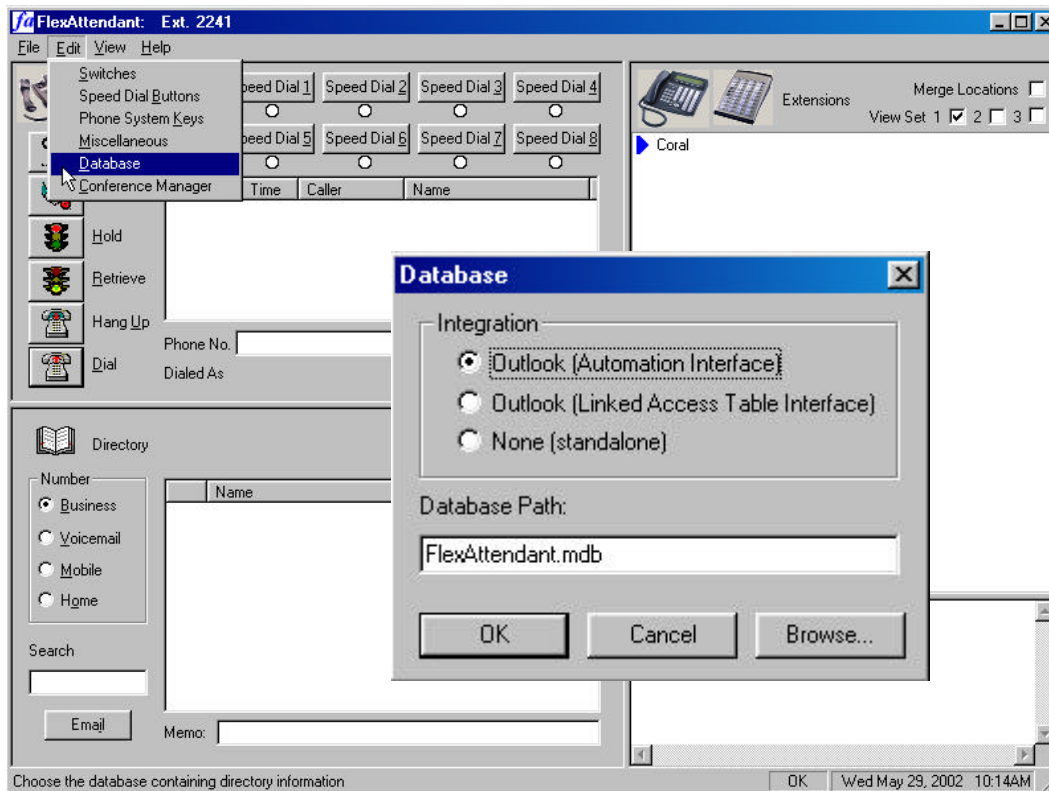 fa FlexAttendant: Ext. 2241
File Edit View Help
Switches
Speed Dial Buttons
Phone System Keys
Miscellaneous
Database
Conference Manager
peed Dial 1 Speed Dial 2 Speed Dial 3 Speed Dial 4
peed Dial 5 Speed Dial 6 Speed Dial 7 Speed Dial 8
Time Caller Name
Hold
Retrieve
Hang Up
Dial
Phone No.
Dialed As
Extensions
Merge Locations
View Set 1 2 3
Coral
Database
Integration
Outlook (Automation Interface)
Outlook (Linked Access Table Interface)
None (standalone)
Database Path:
FlexAttendant.mdb
OK Cancel Browse...
Directory
Number
Business
Voicemail
Mobile
Home
Name
Search
Email
Memo:
Choose the database containing directory information
OK Wed May 29, 2002 10:14AM